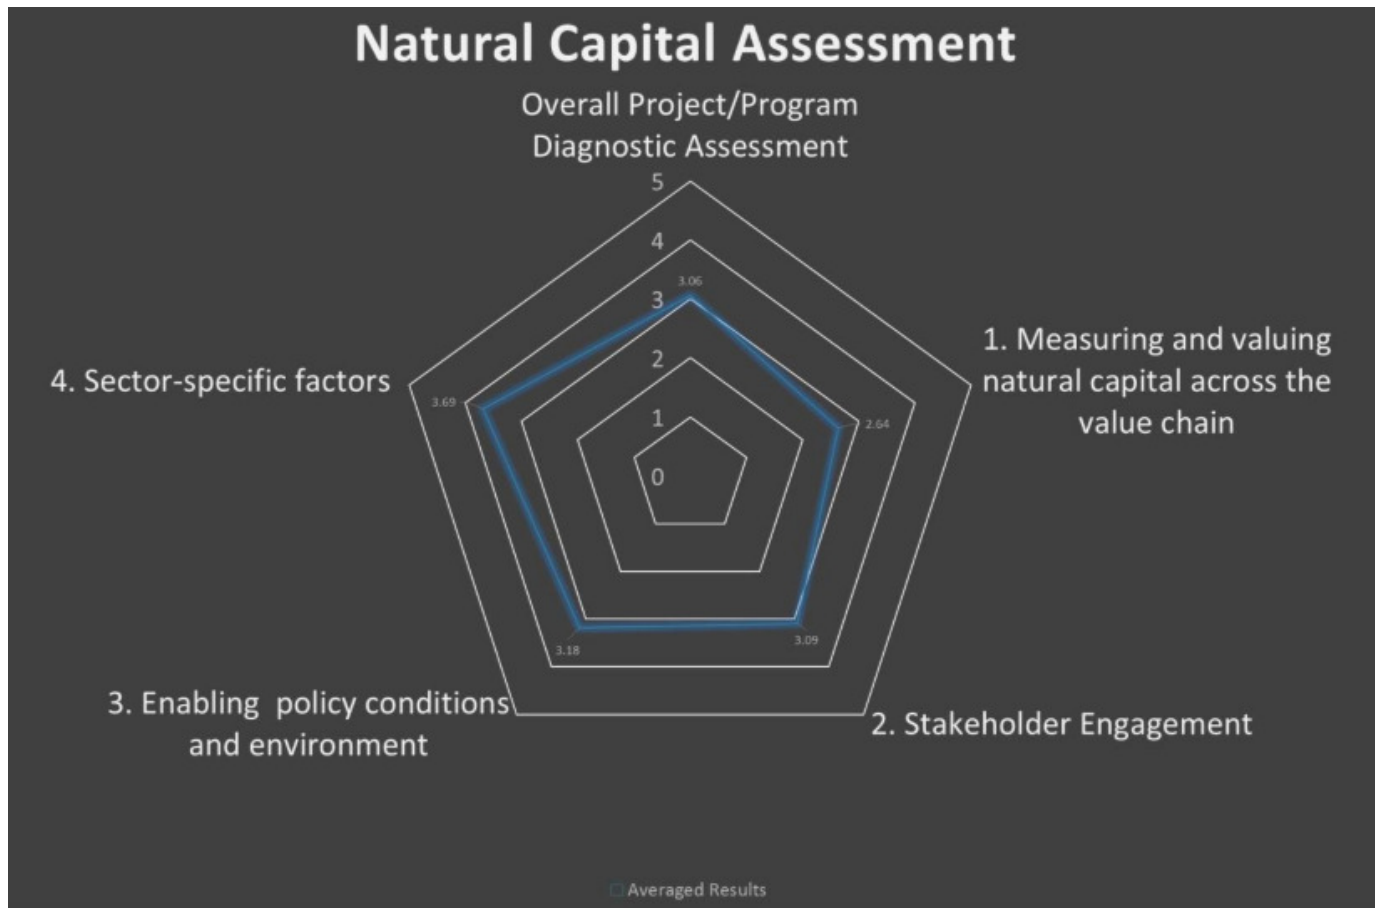 Natural Capital Assessment
Overall Project/Program
Diagnostic Assessment
5
4
3.06
3
1. Measuring and valuing
natural capital across the
value chain
2
4. Sector-specific factors
3.69
1
2.64
0
3.18
3.09
3. Enabling  policy conditions
and environment
2. Stakeholder Engagement
Averaged Results